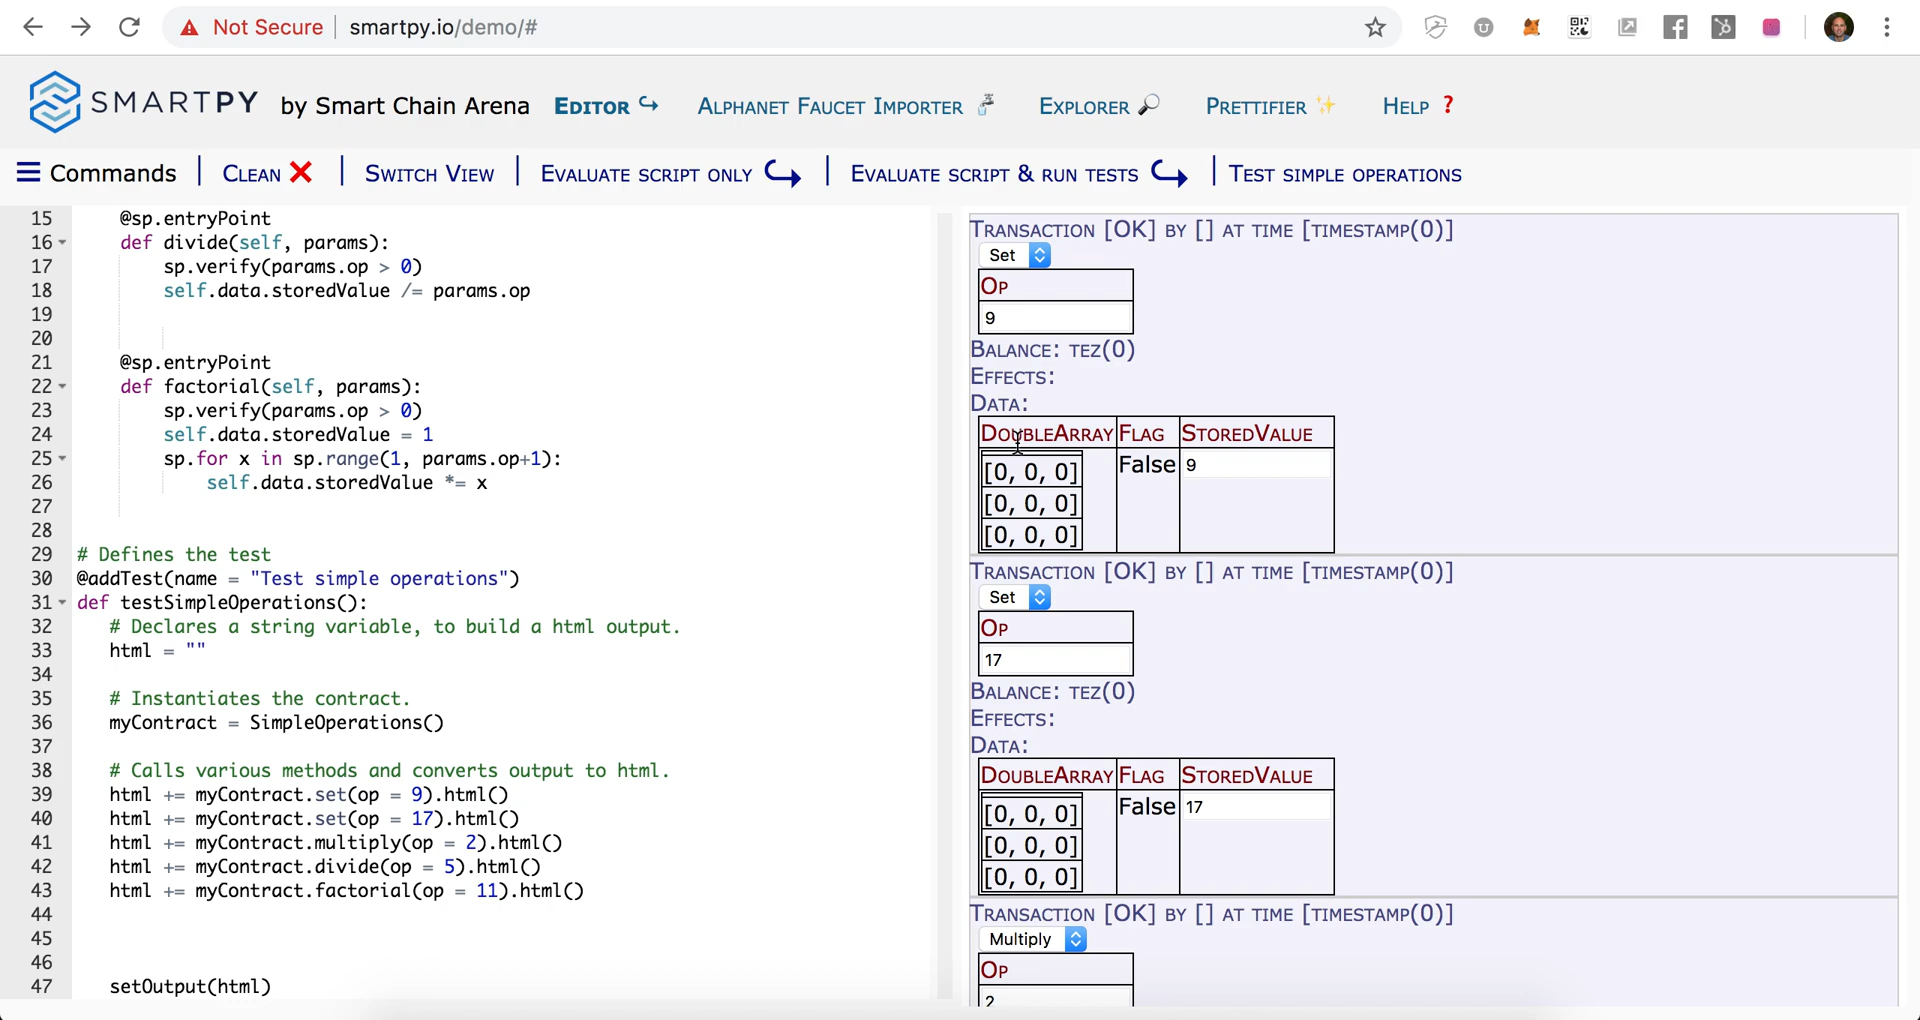 Not Secure | smartpy.io/demo/#
SMARTPY by Smart Chain Arena Editor Alphanet Faucet Importer Explorer Prettifier Help ?
Commands | Clean | Switch View | Evaluate script only | Evaluate script & run tests | Test simple operations
15 @sp.entryPoint
16 def divide(self, params):
17 sp.verify(params.op > 0)
18 self.data.storedValue /= params.op
19
20
21 @sp.entryPoint
22 def factorial(self, params):
23 sp.verify(params.op > 0)
24 self.data.storedValue = 1
25 sp.for x in sp.range(1, params.op+1):
26 self.data.storedValue *= x
27
28
29 # Defines the test
30 @addTest(name = "Test simple operations")
31 def testSimpleOperations():
32 # Declares a string variable, to build a html output.
33 html = ""
34
35 # Instantiates the contract.
36 myContract = SimpleOperations()
37
38 # Calls various methods and converts output to html.
39 html += myContract.set(op = 9).html()
40 html += myContract.set(op = 17).html()
41 html += myContract.multiply(op = 2).html()
42 html += myContract.divide(op = 5).html()
43 html += myContract.factorial(op = 11).html()
44
45
46
47 setOutput(html)
Transaction [OK] by [] at time [timestamp(0)]
Set
Op
9
Balance: tez(0)
Effects:
Data:
DoubleArray Flag StoredValue
[0, 0, 0] False 9
[0, 0, 0]
[0, 0, 0]
Transaction [OK] by [] at time [timestamp(0)]
Set
Op
17
Balance: tez(0)
Effects:
Data:
DoubleArray Flag StoredValue
[0, 0, 0] False 17
[0, 0, 0]
[0, 0, 0]
Transaction [OK] by [] at time [timestamp(0)]
Multiply
Op
2